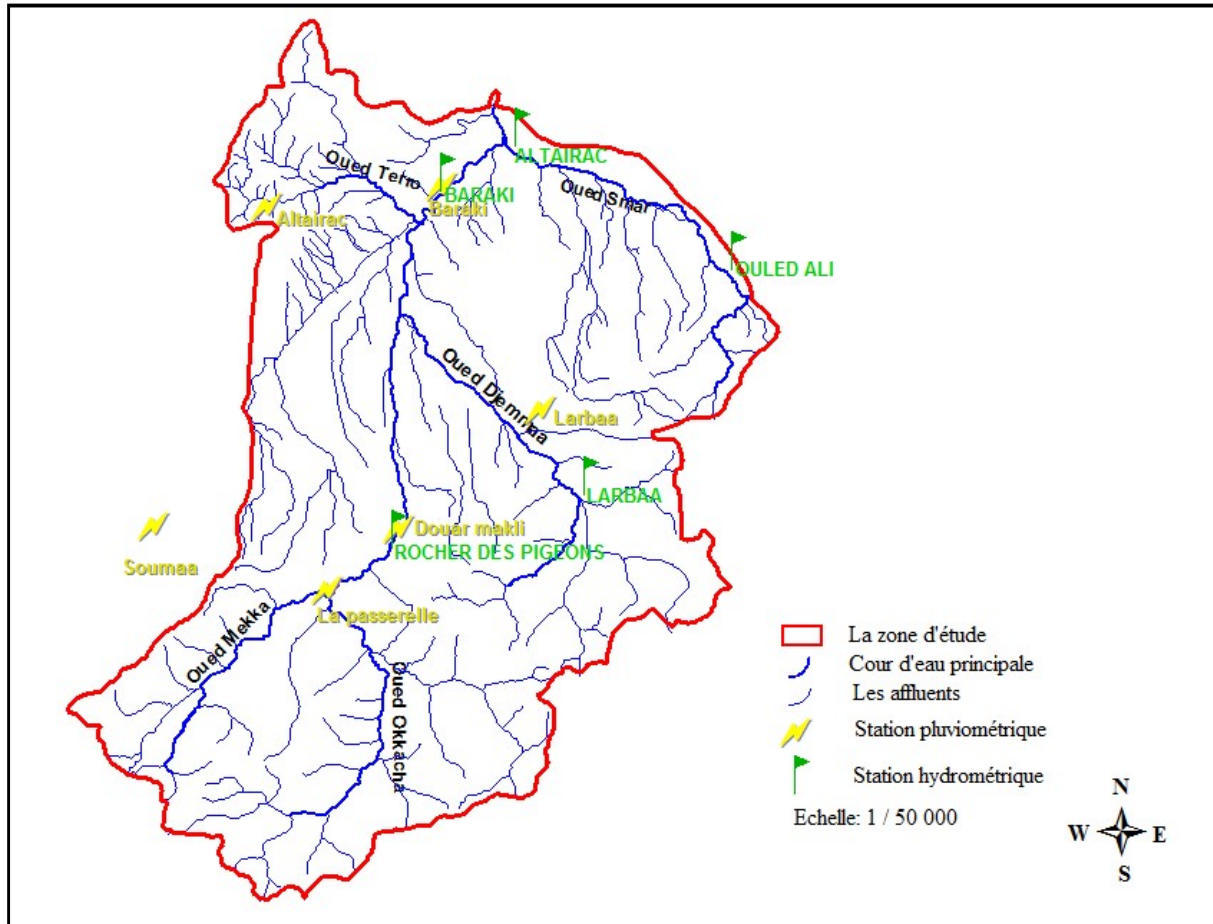 ALTAIRAC
Oued Terro
BARAKI
Baraki
Oued Smar
Altairac
OULED ALI
Oued Djemmaa
Larbaa
LARBAA
Douar makli
ROCHER DES PIGEONS
Soumaa
La passerelle
Oued Mekka
Oued Okkacha
La zone d'étude
Cour d'eau principale
Les affluents
Station pluviométrique
Station hydrométrique
Echelle: 1 / 50 000
N
W E
S